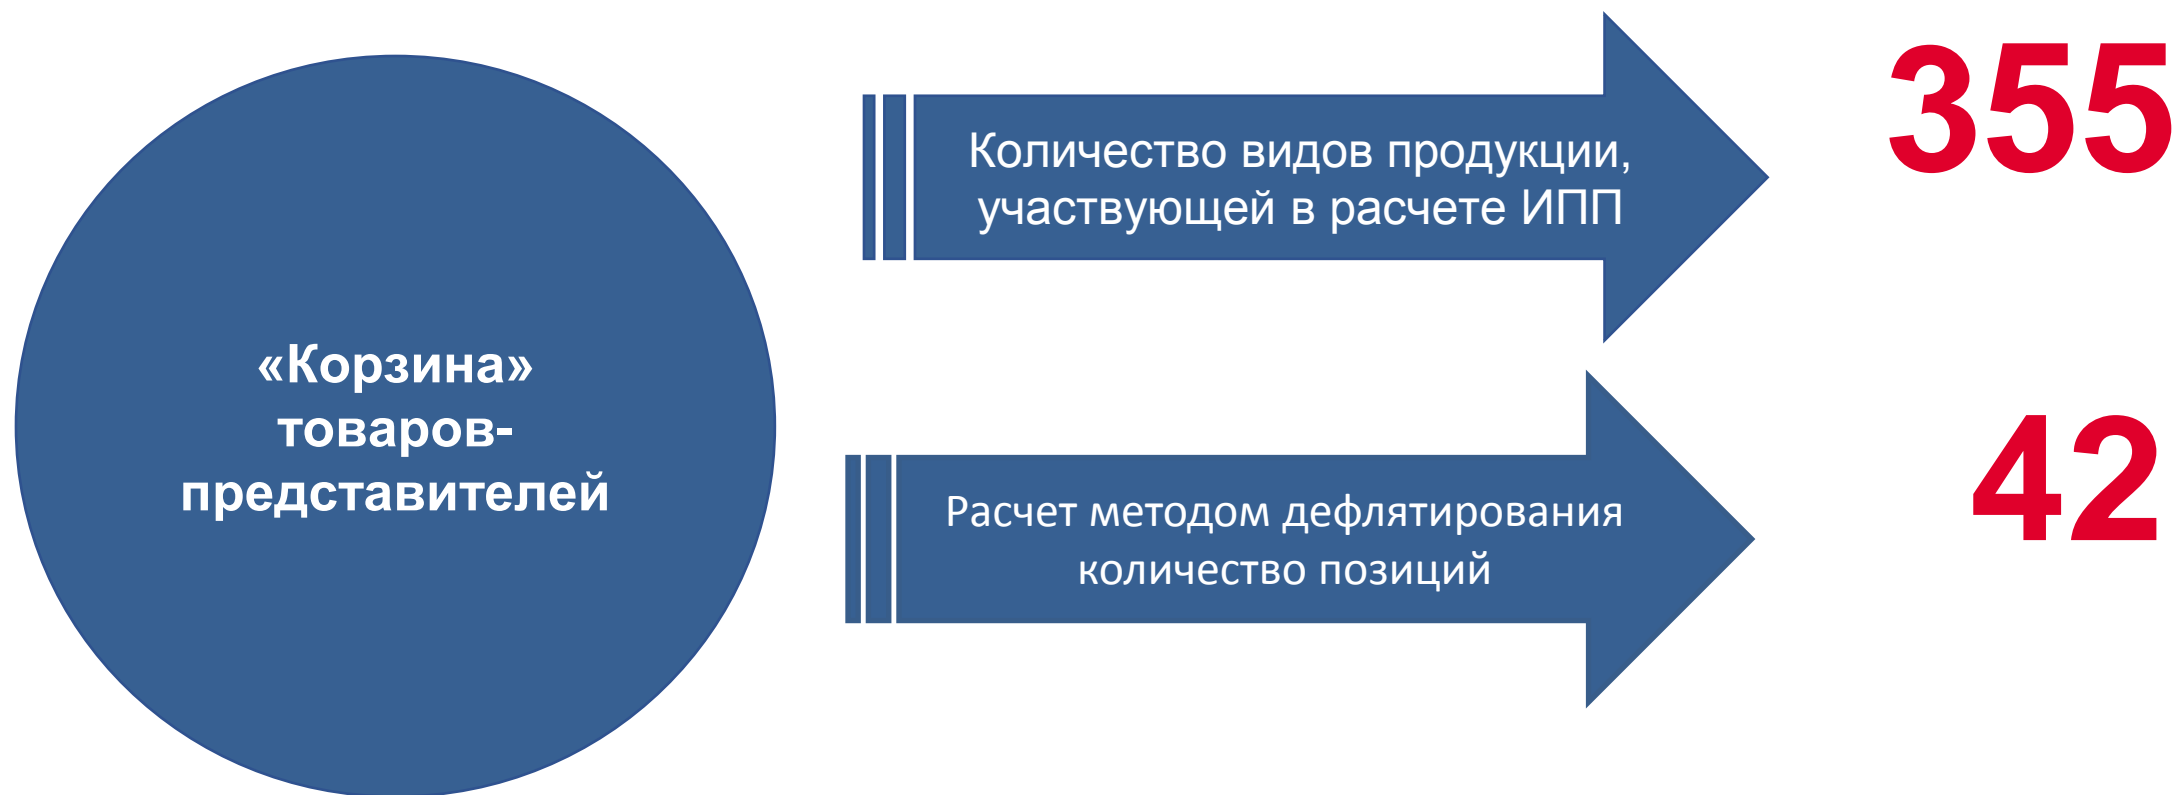 «Корзина»
товаров-
представителей
Количество видов продукции,
участвующей в расчете ИПП
355
Расчет методом дефлятирования
количество позиций
42